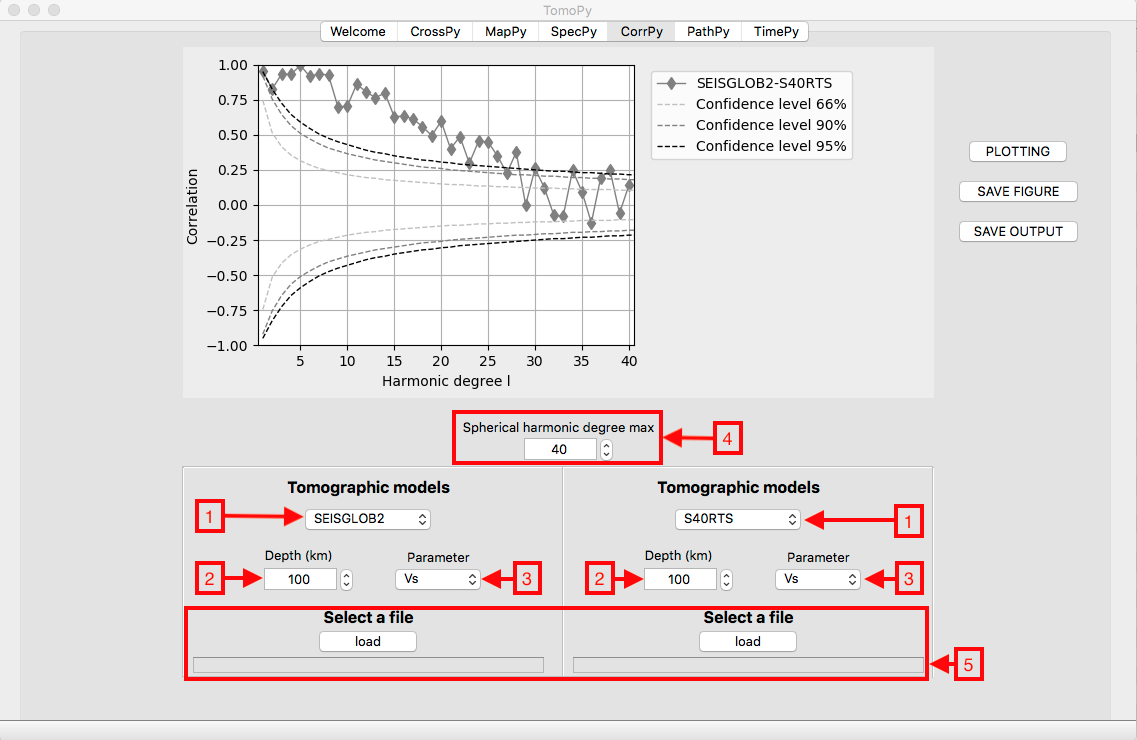 TomoPy
Welcome CrossPy MapPy SpecPy CorrPy PathPy TimePy
1.00
0.75
0.50
0.25
0.00
−0.25
−0.50
−0.75
−1.00
Correlation
5 10 15 20 25 30 35 40
Harmonic degree l
SEISGLOB2-S40RTS
Confidence level 66%
Confidence level 90%
Confidence level 95%
PLOTTING
SAVE FIGURE
SAVE OUTPUT
Spherical harmonic degree max
40
4
Tomographic models
1 SEISGLOB2
Depth (km) Parameter
2 100 Vs 3
Select a file
load
Tomographic models
S40RTS 1
Depth (km) Parameter
2 100 Vs 3
Select a file
load
5